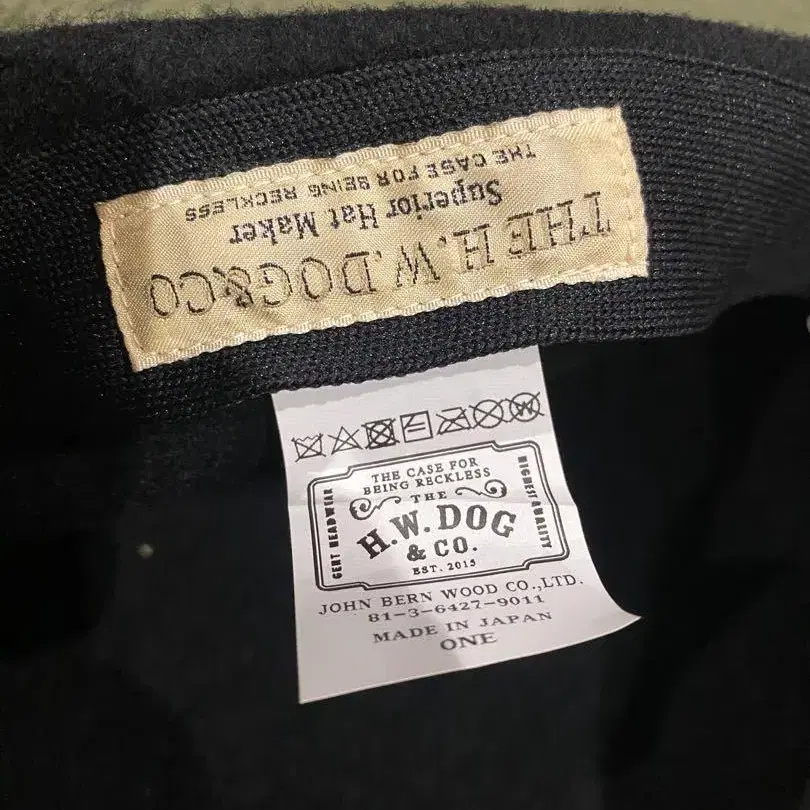 THE H.W.DOG&CO
Superior Hat Maker
THE CASE FOR BEING RECKLESS
THE CASE FOR
BEING RECKLESS
THE
H.W.DOG
& CO.
EST. 2015
GENT HEADWEAR
HIGHEST QUALITY
JOHN BERN WOOD CO.,LTD.
81-3-6427-9011
MADE IN JAPAN
ONE